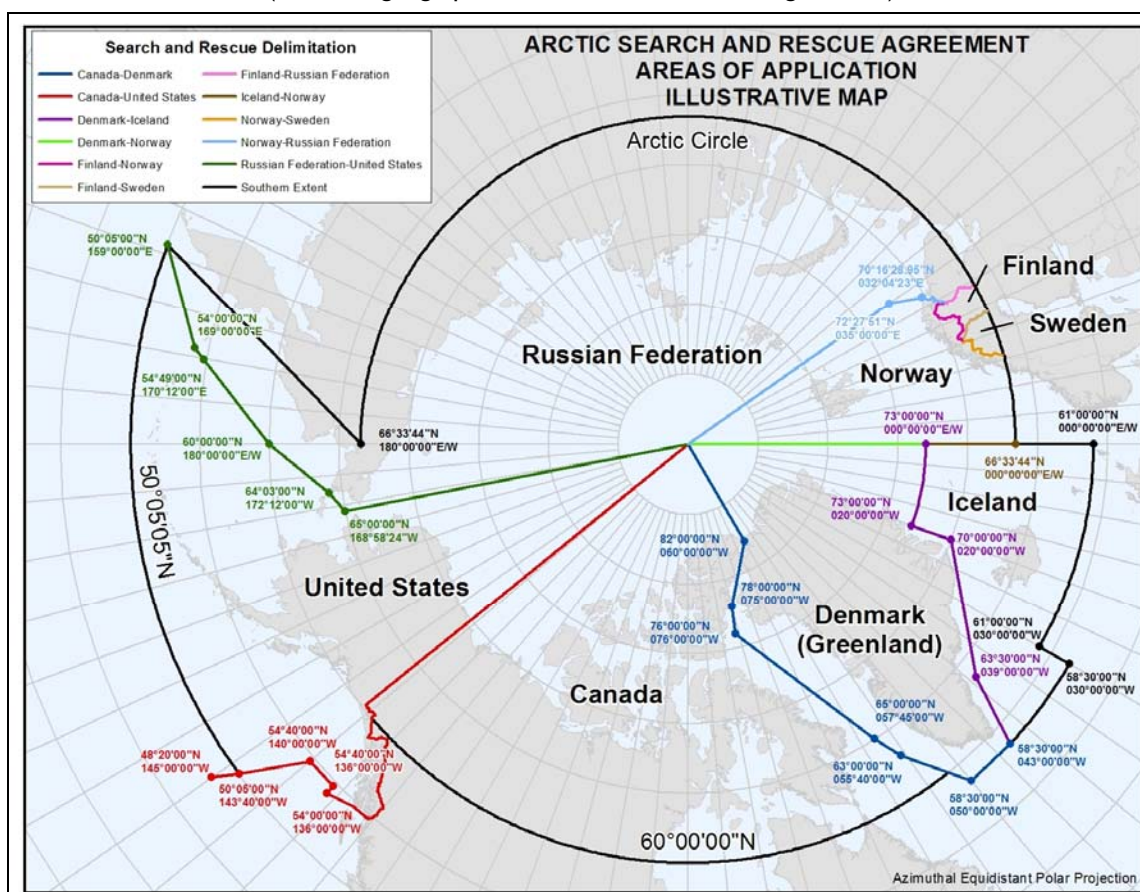 ARCTIC SEARCH AND RESCUE AGREEMENT
AREAS OF APPLICATION
ILLUSTRATIVE MAP
Search and Rescue Delimitation
Canada-Denmark
Canada-United States
Denmark-Iceland
Denmark-Norway
Finland-Norway
Finland-Sweden
Finland-Russian Federation
Iceland-Norway
Norway-Sweden
Norway-Russian Federation
Russian Federation-United States
Southern Extent
Arctic Circle
50°05'00"N
159°00'00"E
54°00'00"N
169°00'00"E
54°49'00"N
170°12'00"E
60°00'00"N
180°00'00"E/W
64°03'00"N
172°12'00"W
65°00'00"N
168°58'24"W
66°33'44"N
180°00'00"E/W
50°05'05"N
Russian Federation
70°16'28.95"N
032°04'23"E
72°27'51"N
035°00'00"E
Finland
Sweden
Norway
73°00'00"N
000°00'00"E/W
61°00'00"N
000°00'00"E/W
66°33'44"N
000°00'00"E/W
Iceland
73°00'00"N
020°00'00"W
70°00'00"N
020°00'00"W
82°00'00"N
060°00'00"W
78°00'00"N
075°00'00"W
76°00'00"N
076°00'00"W
Denmark
(Greenland)
61°00'00"N
030°00'00"W
63°30'00"N
039°00'00"W
58°30'00"N
030°00'00"W
United States
Canada
65°00'00"N
057°45'00"W
63°00'00"N
055°40'00"W
58°30'00"N
043°00'00"W
58°30'00"N
050°00'00"W
48°20'00"N
145°00'00"W
50°05'00"N
143°40'00"W
54°40'00"N
140°00'00"W
54°40'00"N
136°00'00"W
54°00'00"N
136°00'00"W
60°00'00"N
Azimuthal Equidistant Polar Projection